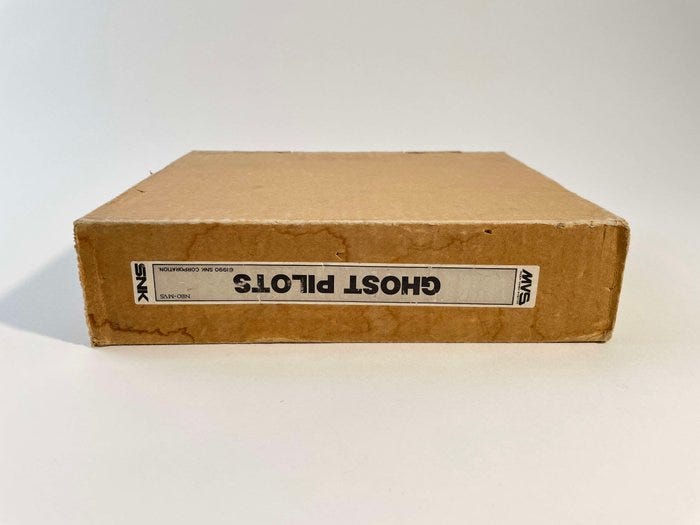 MVS
GHOST PILOTS
NEO-MVS
©1990 SNK CORPORATION
SNK